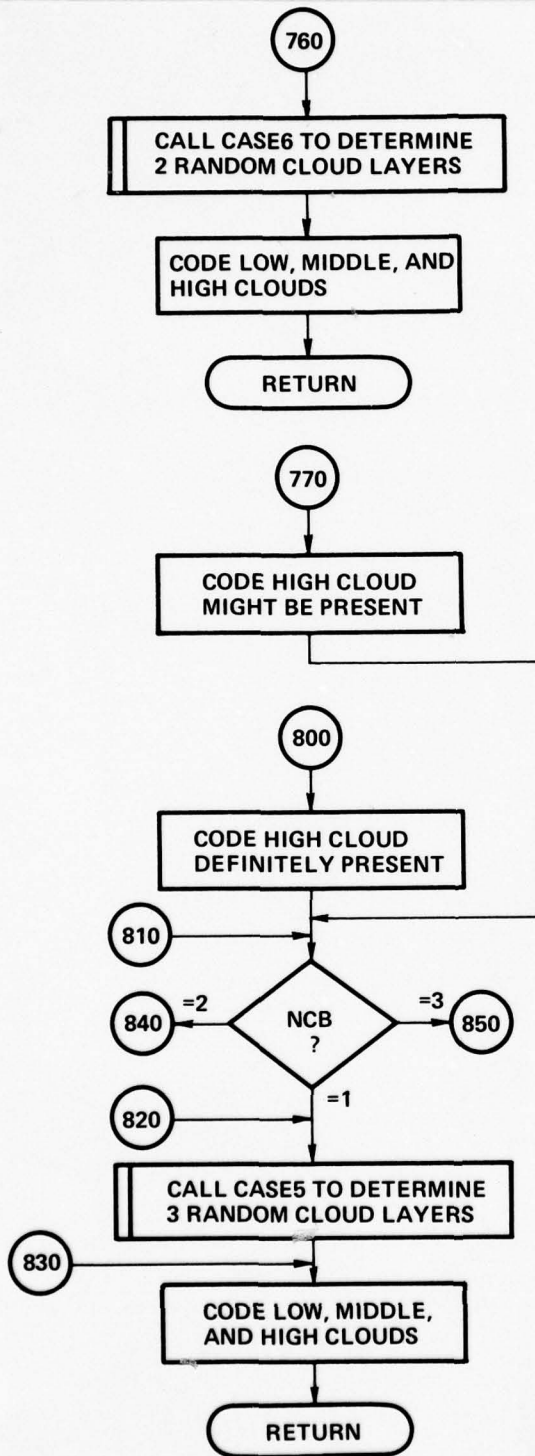 760
CALL CASE6 TO DETERMINE
2 RANDOM CLOUD LAYERS
CODE LOW, MIDDLE, AND
HIGH CLOUDS
RETURN
770
CODE HIGH CLOUD
MIGHT BE PRESENT
800
CODE HIGH CLOUD
DEFINITELY PRESENT
810
840
=2
NCB
?
=3
850
=1
820
CALL CASE5 TO DETERMINE
3 RANDOM CLOUD LAYERS
830
CODE LOW, MIDDLE,
AND HIGH CLOUDS
RETURN